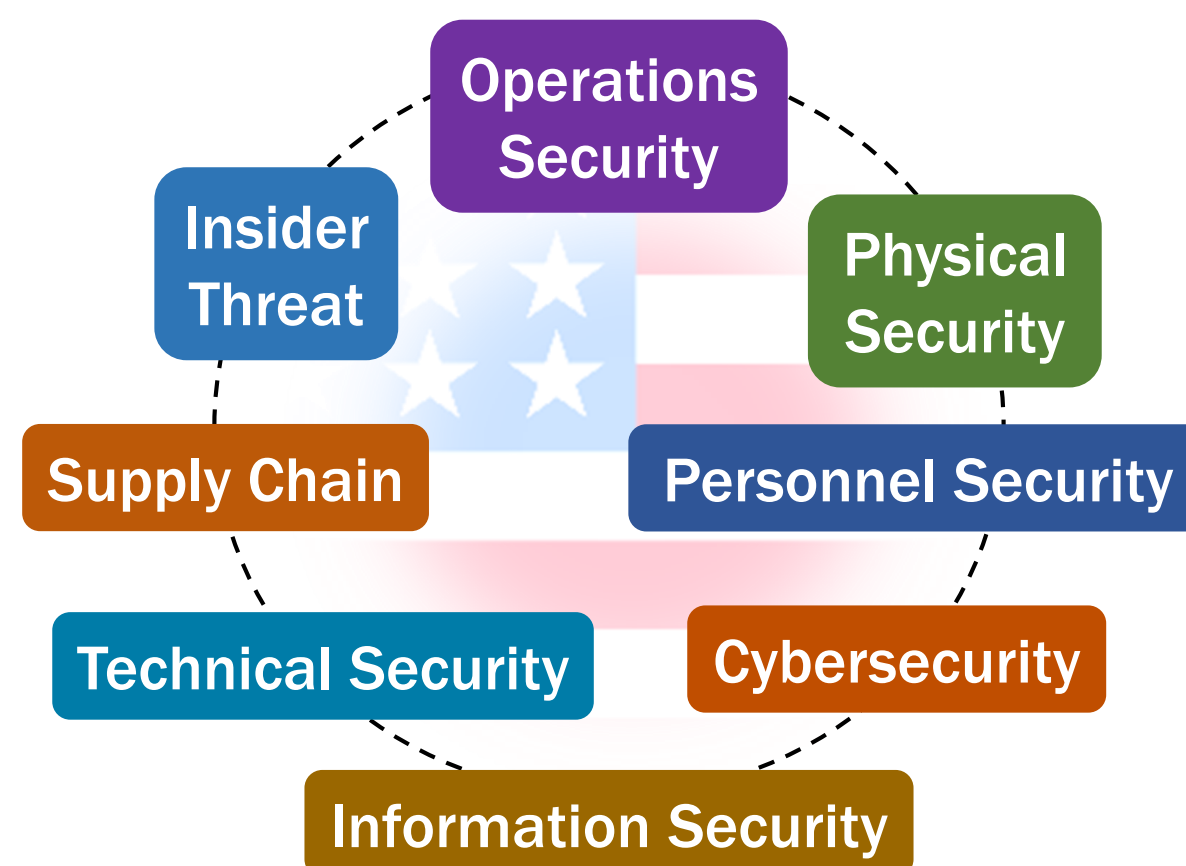 Operations
Security
Insider
Threat
Physical
Security
Supply Chain
Personnel Security
Technical Security
Cybersecurity
Information Security